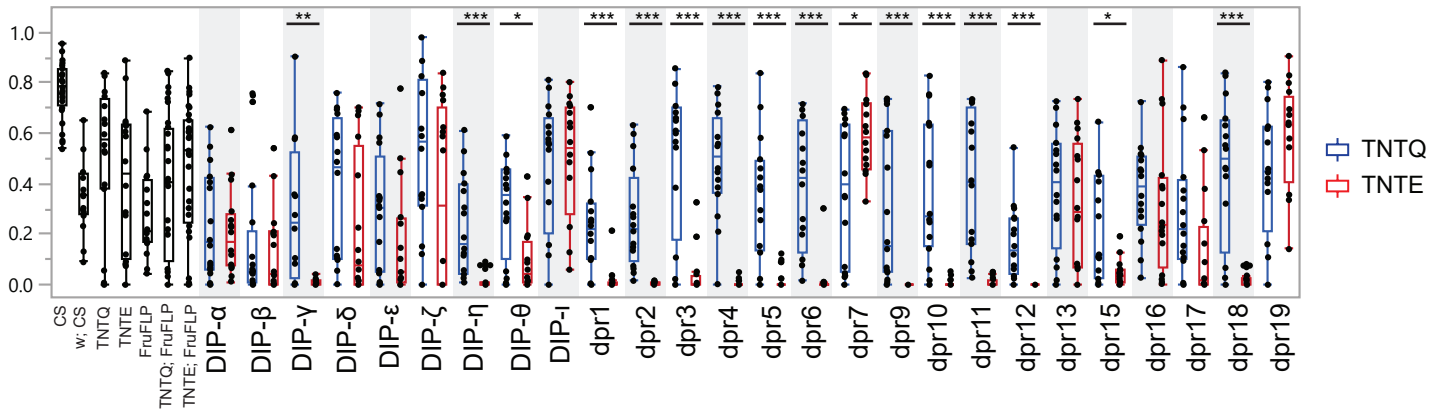 ** *** * *** *** *** *** *** *** * *** *** *** *** * ***
1.0
0.8
0.6
0.4
0.2
0.0
TNTQ
TNTE
CS
w; CS
TNTQ
TNTE
FruFLP
TNTQ; FruFLP
TNTE; FruFLP
DIP-α
DIP-β
DIP-γ
DIP-δ
DIP-ε
DIP-ζ
DIP-η
DIP-θ
DIP-ι
dpr1
dpr2
dpr3
dpr4
dpr5
dpr6
dpr7
dpr9
dpr10
dpr11
dpr12
dpr13
dpr15
dpr16
dpr17
dpr18
dpr19